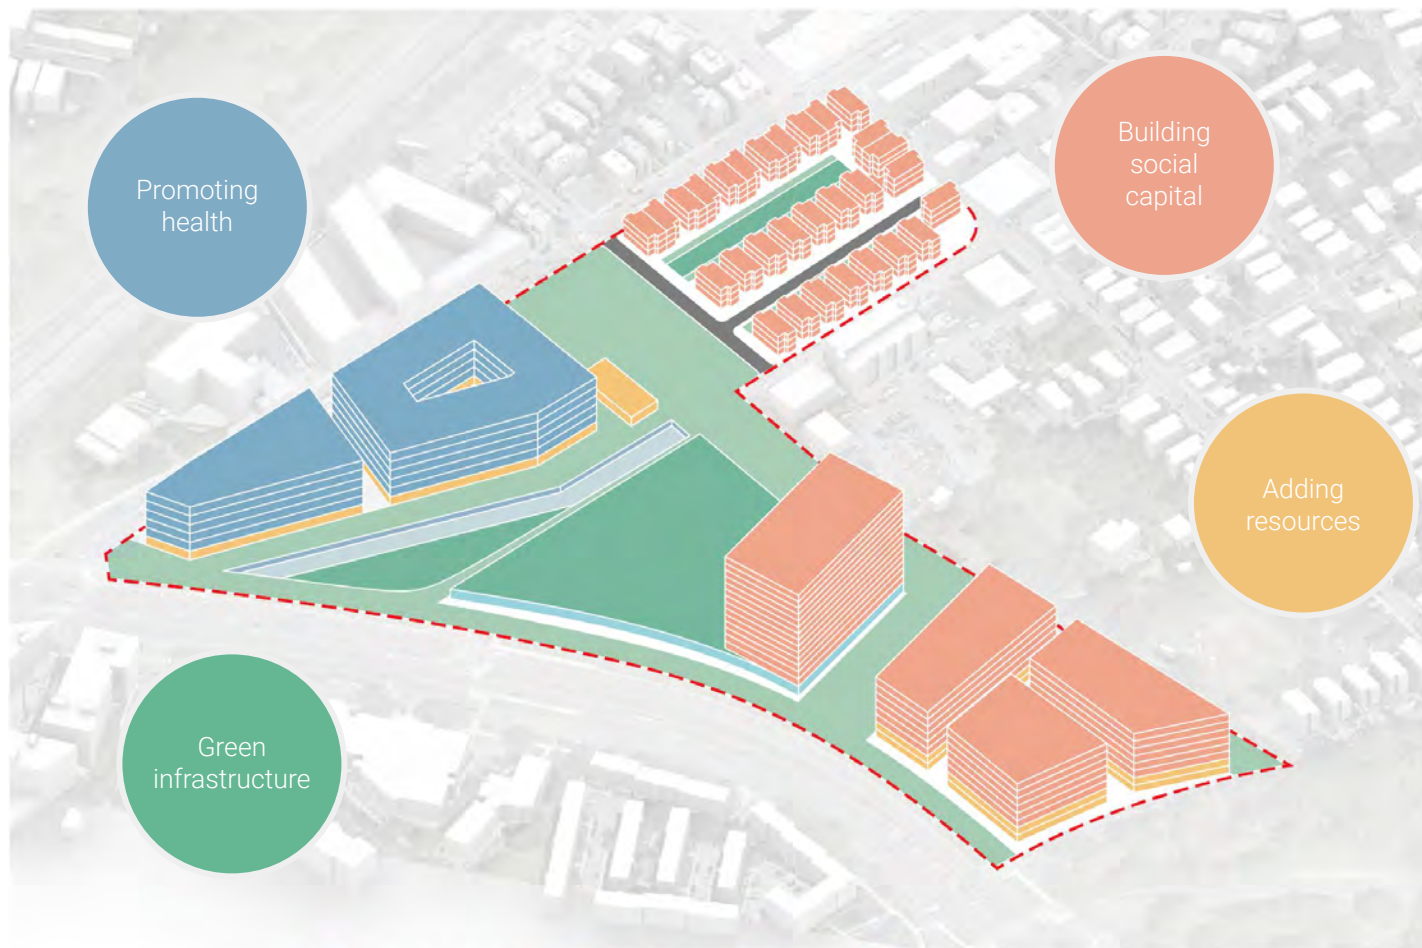 Promoting
health
Building
social
capital
Adding
resources
Green
infrastructure